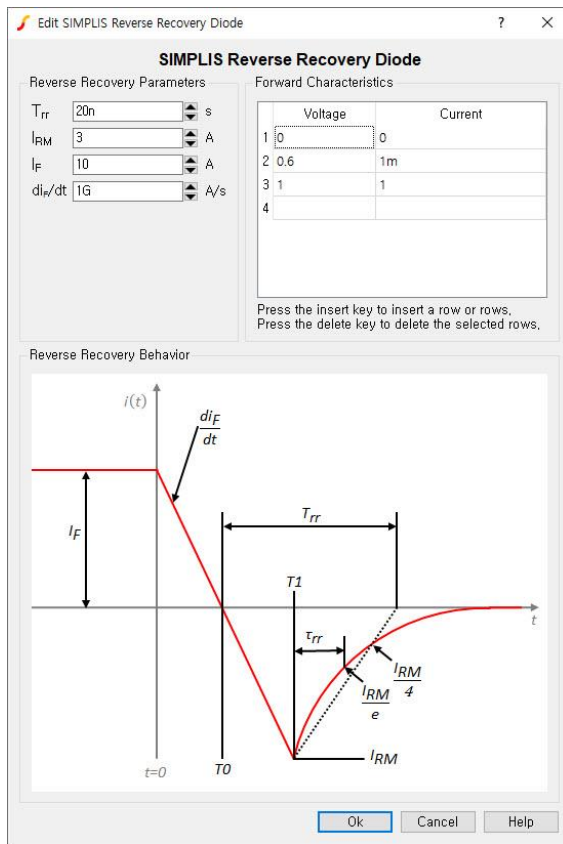 Edit SIMPLIS Reverse Recovery Diode ? ×
SIMPLIS Reverse Recovery Diode
Reverse Recovery Parameters
Trr 20n s
IRM 3 A
IF 10 A
diF/dt 1G A/s
Forward Characteristics
Voltage Current
1 0 0
2 0.6 1m
3 1 1
4
Press the insert key to insert a row or rows,
Press the delete key to delete the selected rows,
Reverse Recovery Behavior
i(t)
diF
dt
IF
Trr
T1
t
τrr
IRM
4
IRM
e
IRM
t=0
T0
Ok Cancel Help